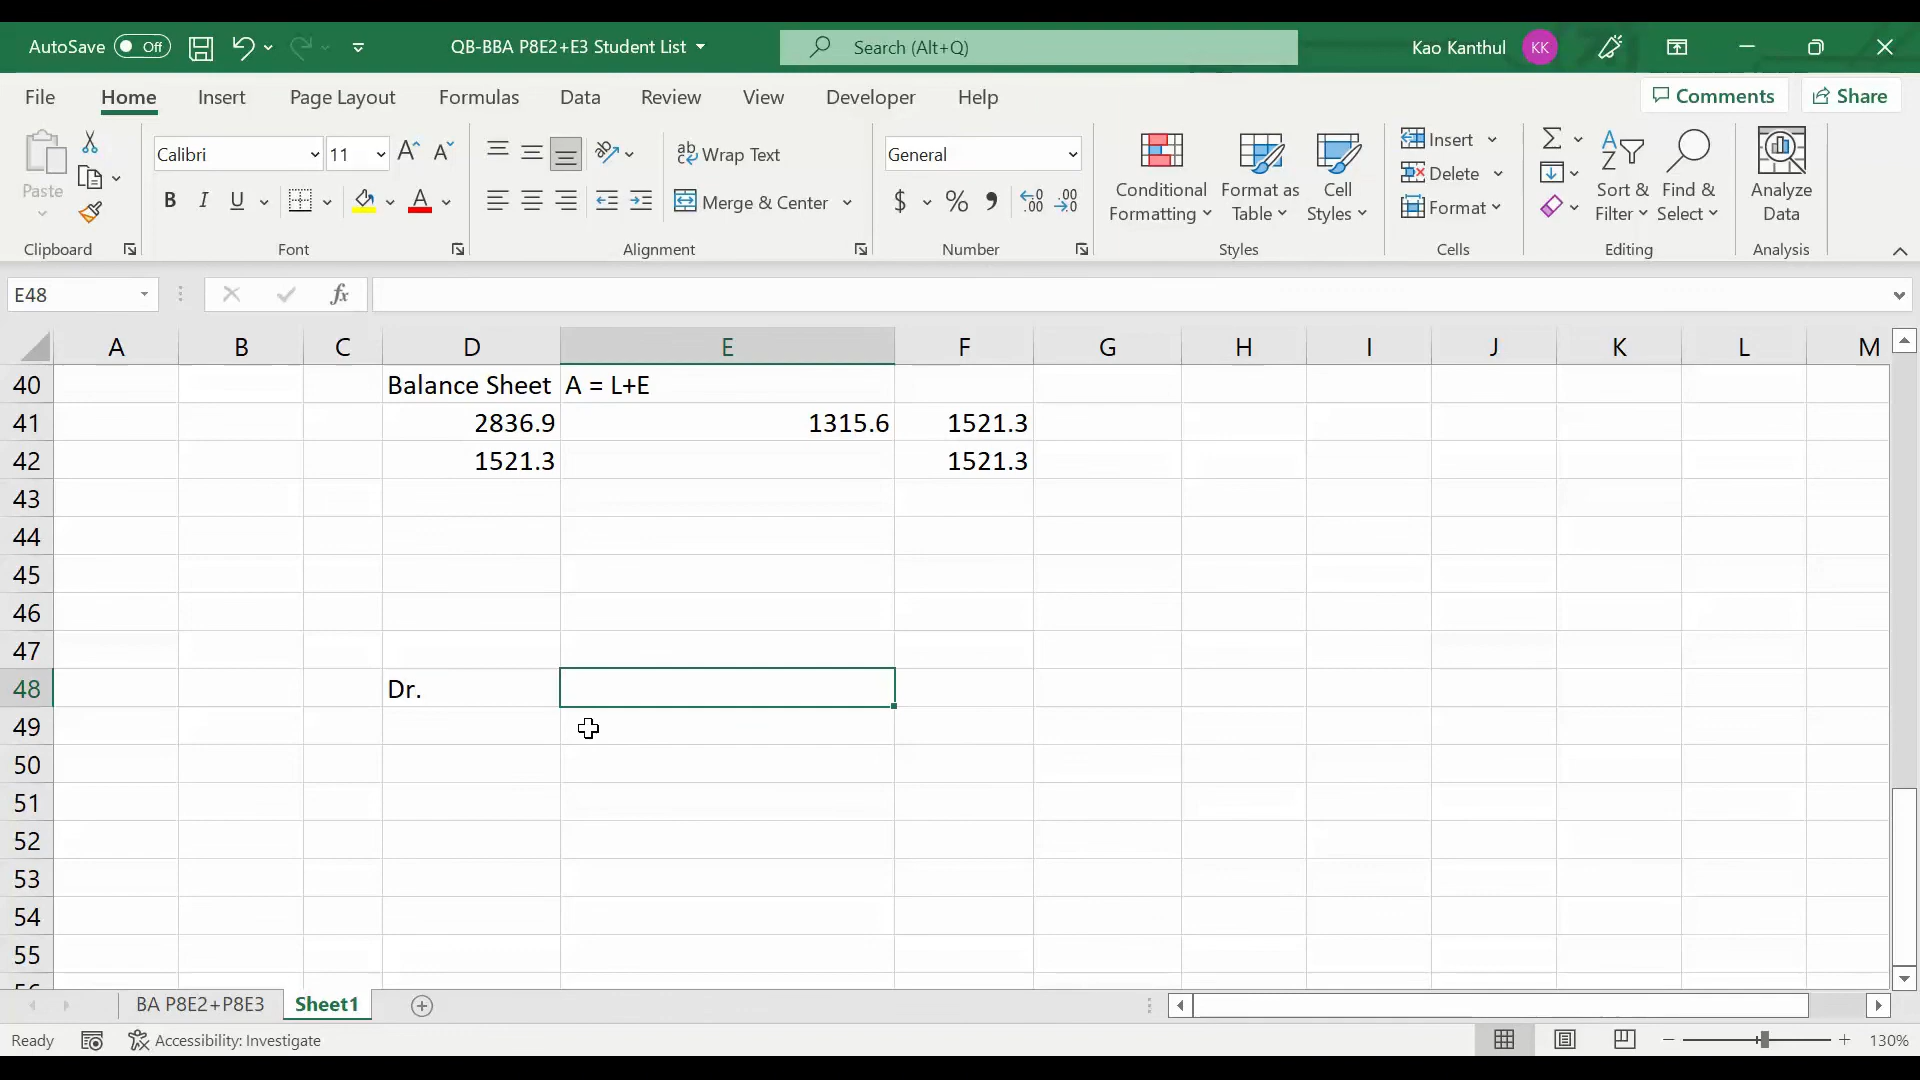 AutoSave Off QB-BBA P8E2+E3 Student List Search (Alt+Q) Kao Kanthul KK
File Home Insert Page Layout Formulas Data Review View Developer Help Comments Share
Paste
Clipboard
Calibri 11
B I U A
Font
ab Wrap Text
Merge & Center
Alignment
General
$ % 9 .00
Number
Conditional Formatting
Format as Table
Cell Styles
Styles
Insert
Delete
Format
Cells
Sort & Filter
Find & Select
Editing
Analyze Data
Analysis
E48 fx
A B C D E F G H I J K L M
40 Balance Sheet A = L+E
41 2836.9 1315.6 1521.3
42 1521.3 1521.3
43
44
45
46
47
48 Dr.
49
50
51
52
53
54
55
BA P8E2+P8E3 Sheet1
Ready Accessibility: Investigate 130%